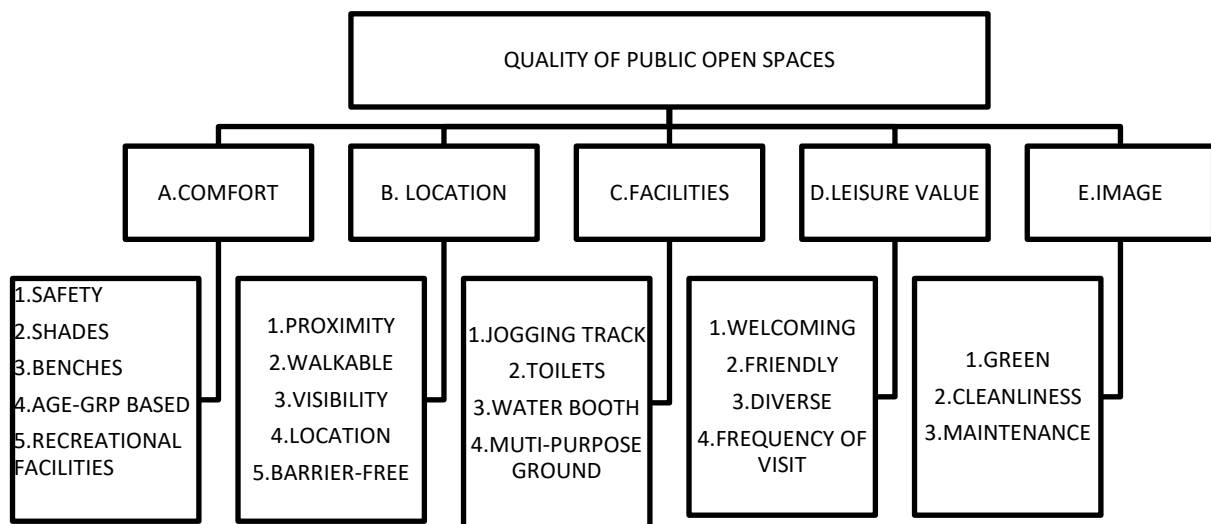 QUALITY OF PUBLIC OPEN SPACES
A.COMFORT
B. LOCATION
C.FACILITIES
D.LEISURE VALUE
E.IMAGE
1.SAFETY
2.SHADES
3.BENCHES
4.AGE-GRP BASED
5.RECREATIONAL
FACILITIES
1.PROXIMITY
2.WALKABLE
3.VISIBILITY
4.LOCATION
5.BARRIER-FREE
1.JOGGING TRACK
2.TOILETS
3.WATER BOOTH
4.MUTI-PURPOSE
GROUND
1.WELCOMING
2.FRIENDLY
3.DIVERSE
4.FREQUENCY OF
VISIT
1.GREEN
2.CLEANLINESS
3.MAINTENANCE